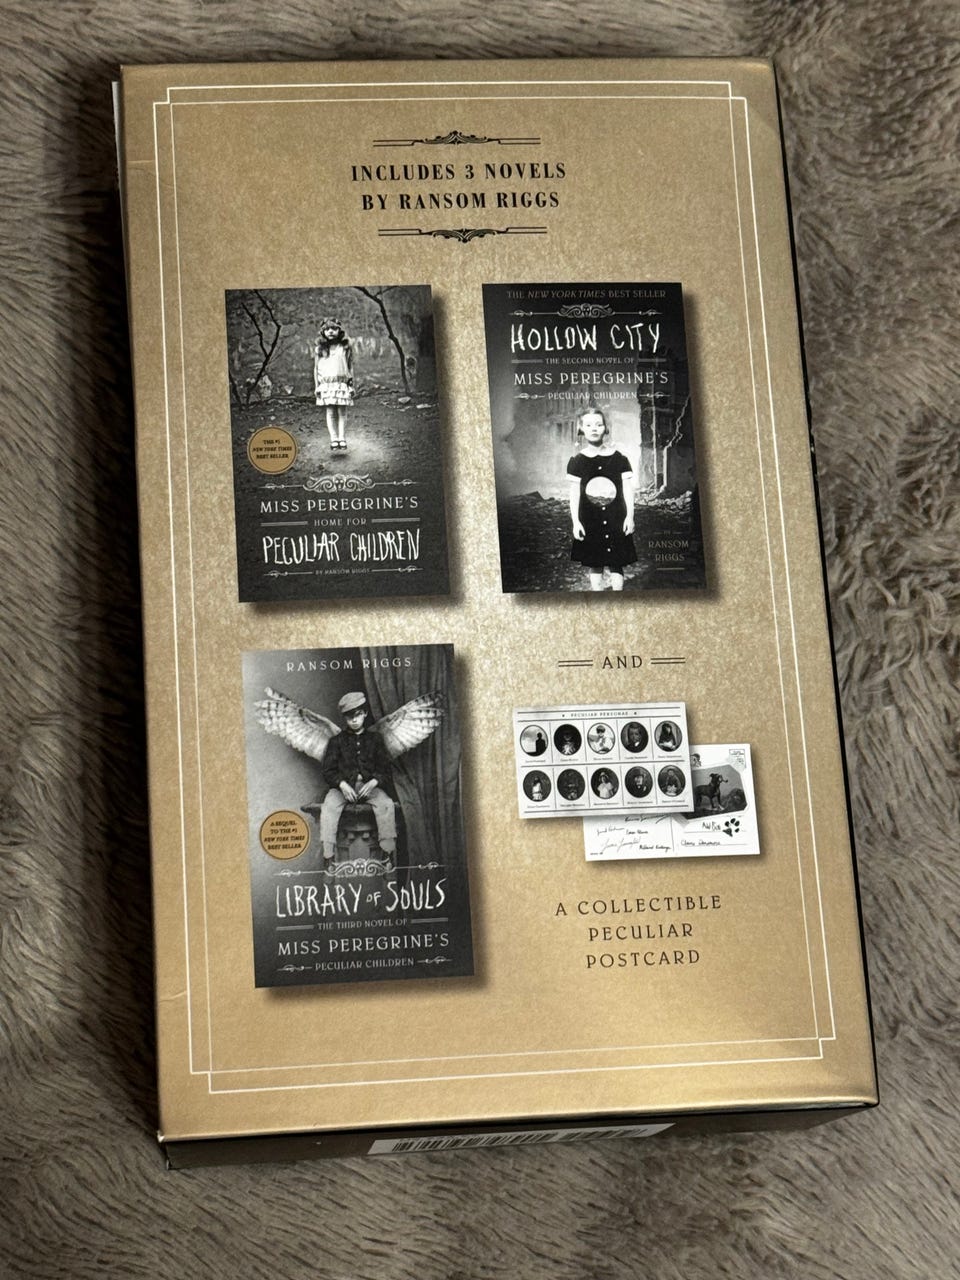 INCLUDES 3 NOVELS
BY RANSOM RIGGS
THE #1
NEW YORK TIMES
BEST SELLER
MISS PEREGRINE'S
HOME FOR
PECULIAR CHILDREN
BY RANSOM RIGGS
THE NEW YORK TIMES BEST SELLER
HOLLOW CITY
THE SECOND NOVEL OF
MISS PEREGRINE'S
PECULIAR CHILDREN
BY
RANSOM
RIGGS
RANSOM RIGGS
A SEQUEL
TO THE #1
NEW YORK TIMES
BEST SELLER
LIBRARY OF SOULS
THE THIRD NOVEL OF
MISS PEREGRINE'S
PECULIAR CHILDREN
AND
PECULIAR PERSONAE
A COLLECTIBLE
PECULIAR
POSTCARD